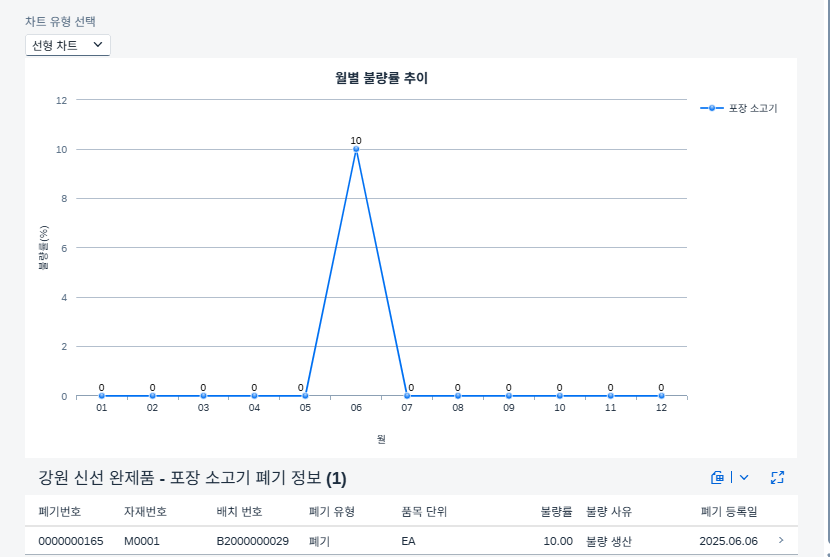 차트 유형 선택
선형 차트
월별 불량률 추이
포장 소고기
불량률(%)
12
10
8
6
4
2
0
10
0 0 0 0 0 0 0 0 0 0 0
01 02 03 04 05 06 07 08 09 10 11 12
월
강원 신선 완제품 - 포장 소고기 폐기 정보 (1)
폐기번호 자재번호 배치 번호 폐기 유형 품목 단위 불량률 불량 사유 폐기 등록일
0000000165 M0001 B2000000029 폐기 EA 10.00 불량 생산 2025.06.06